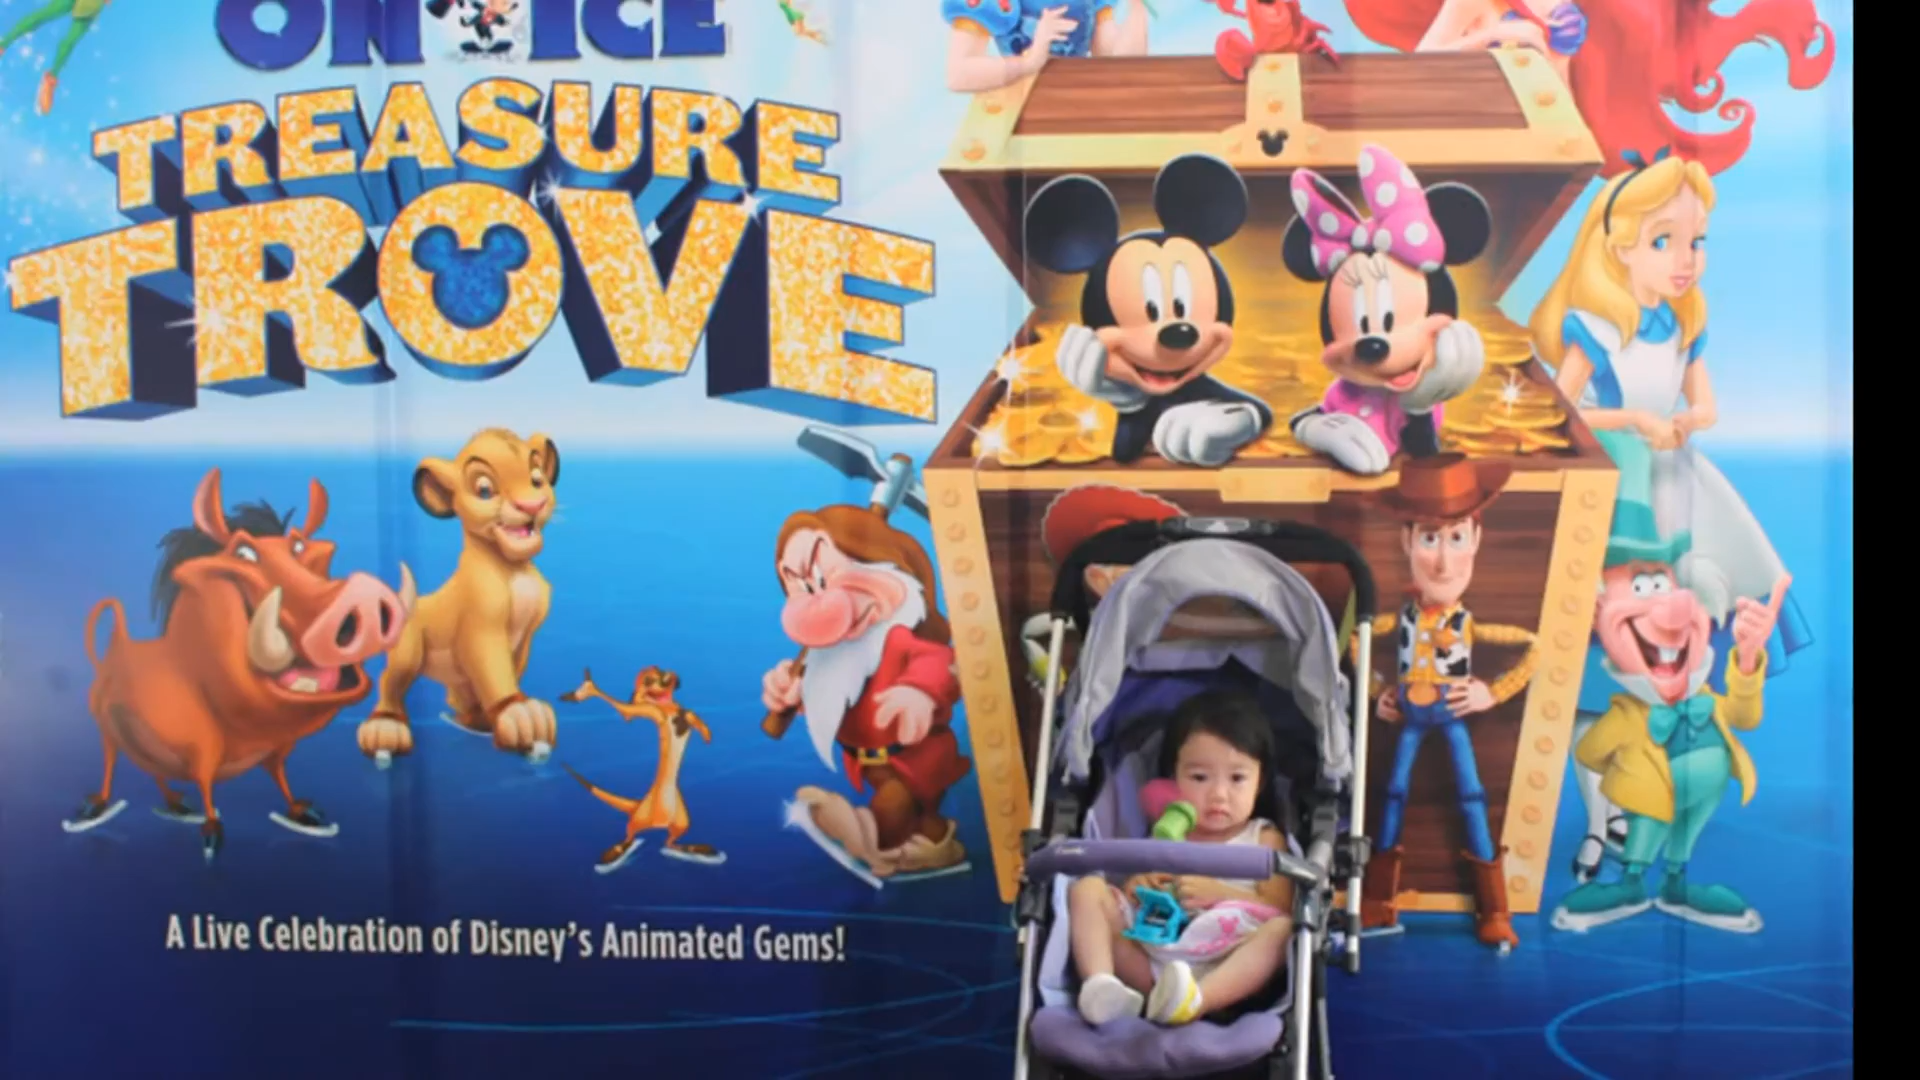 ON ICE
TREASURE
TROVE
A Live Celebration of Disney's Animated Gems!